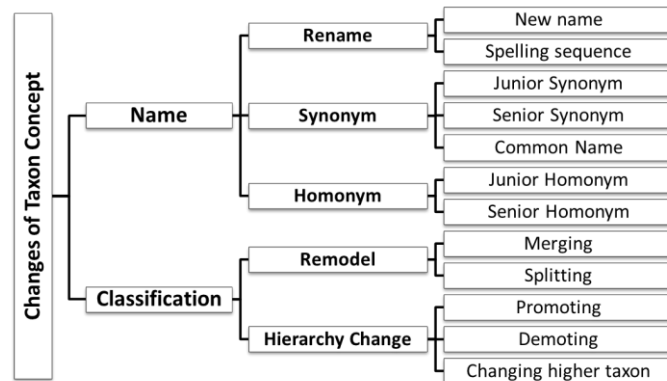 Changes of Taxon Concept
Name
Rename
New name
Spelling sequence
Synonym
Junior Synonym
Senior Synonym
Common Name
Homonym
Junior Homonym
Senior Homonym
Classification
Remodel
Merging
Splitting
Hierarchy Change
Promoting
Demoting
Changing higher taxon